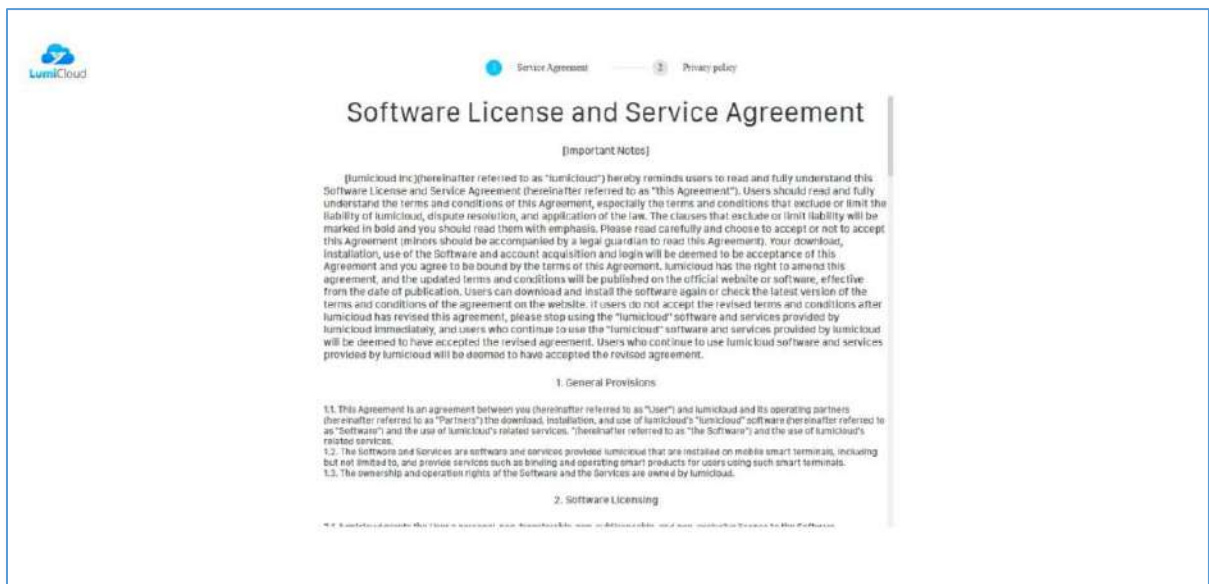 LumiCloud
1 Service Agreement 2 Privacy policy
Software License and Service Agreement
[Important Notes]
[lumicloud Inc](hereinafter referred to as "lumicloud") hereby reminds users to read and fully understand this
Software License and Service Agreement (hereinafter referred to as "this Agreement"). Users should read and fully
understand the terms and conditions of this Agreement, especially the terms and conditions that exclude or limit the
liability of lumicloud, dispute resolution, and application of the law. The clauses that exclude or limit liability will be
marked in bold and you should read them with emphasis. Please read carefully and choose to accept or not to accept
this Agreement (minors should be accompanied by a legal guardian to read this Agreement). Your download,
installation, use of the Software and account acquisition and login will be deemed to be acceptance of this
Agreement and you agree to be bound by the terms of this Agreement. lumicloud has the right to amend this
agreement, and the updated terms and conditions will be published on the official website or software, effective
from the date of publication. Users can download and install the software again or check the latest version of the
terms and conditions of the agreement on the website. If users do not accept the revised terms and conditions after
lumicloud has revised this agreement, please stop using the "lumicloud" software and services provided by
lumicloud immediately, and users who continue to use the "lumicloud" software and services provided by lumicloud
will be deemed to have accepted the revised agreement. Users who continue to use lumicloud software and services
provided by lumicloud will be deemed to have accepted the revised agreement.
1. General Provisions
1.1. This Agreement is an agreement between you (hereinafter referred to as "User") and lumicloud and its operating partners
(hereinafter referred to as "Partners") the download, installation, and use of lumicloud's "lumicloud" software (hereinafter referred to
as "Software") and the use of lumicloud's related services. "(hereinafter referred to as "the Software") and the use of lumicloud's
related services.
1.2. The Software and Services are software and services provided lumicloud that are installed on mobile smart terminals, including
but not limited to, and provide services such as binding and operating smart products for users using such smart terminals.
1.3. The ownership and operation rights of the Software and the Services are owned by lumicloud.
2. Software Licensing